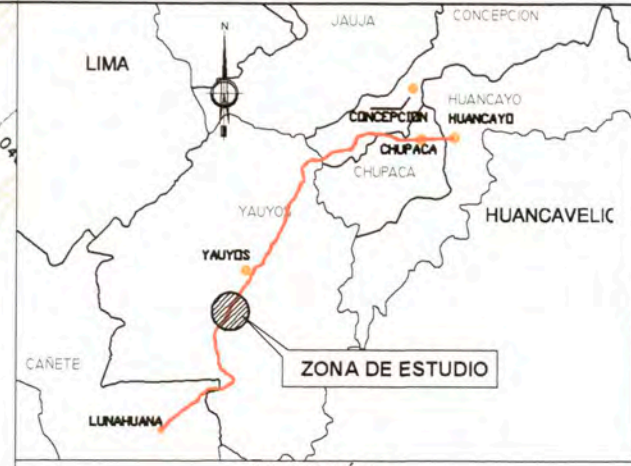 JAUJA
CONCEPCION
N
LIMA
HUANCAYO
CONCEPCION
HUANCAYO
CHUPACA
CHUPACA
YAUYOS
HUANCAVELIC
YAUYOS
ZONA DE ESTUDIO
CAÑETE
LUNAHUANA